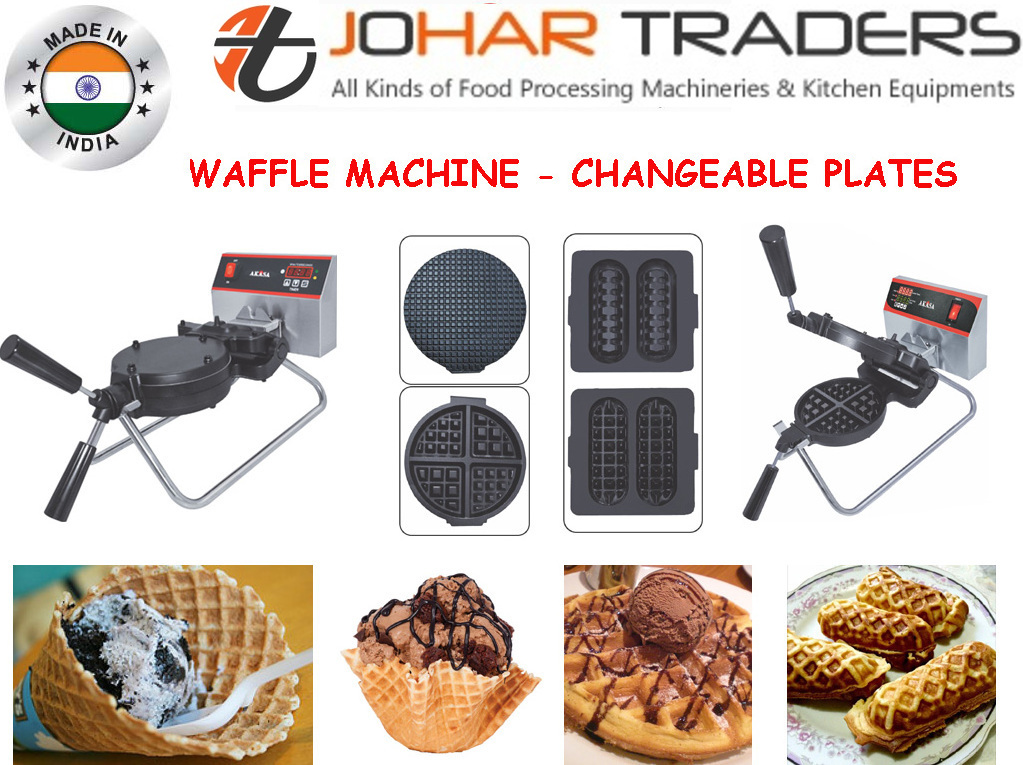 MADE IN
INDIA
JOHAR TRADERS
All Kinds of Food Processing Machineries & Kitchen Equipments
WAFFLE MACHINE - CHANGEABLE PLATES
AKASA
TIMER
AKASA